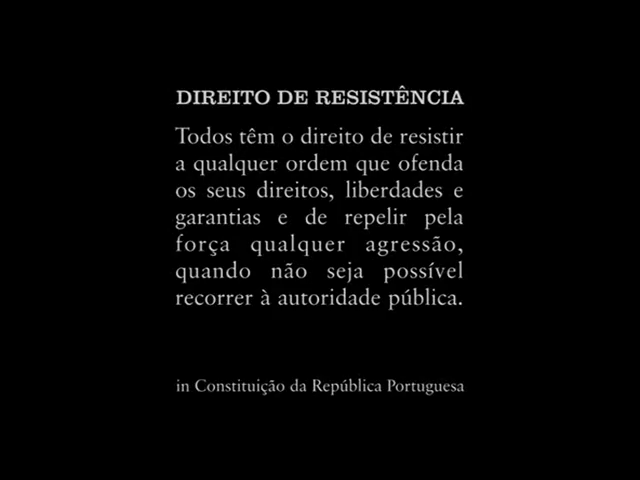 DIREITO DE RESISTÊNCIA
Todos têm o direito de resistir
a qualquer ordem que ofenda
os seus direitos, liberdades e
garantias e de repelir pela
força qualquer agressão,
quando não seja possível
recorrer à autoridade pública.
in Constituição da República Portuguesa